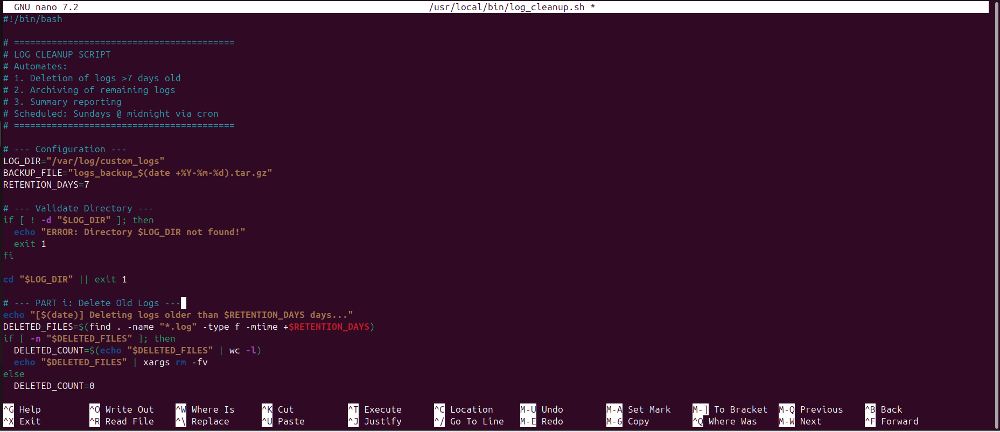 GNU nano 7.2 /usr/local/bin/log_cleanup.sh *
#!/bin/bash
# =========================================
# LOG CLEANUP SCRIPT
# Automates:
# 1. Deletion of logs >7 days old
# 2. Archiving of remaining logs
# 3. Summary reporting
# Scheduled: Sundays @ midnight via cron
# =========================================
# --- Configuration ---
LOG_DIR="/var/log/custom_logs"
BACKUP_FILE="logs_backup_$(date +%Y-%m-%d).tar.gz"
RETENTION_DAYS=7
# --- Validate Directory ---
if [ ! -d "$LOG_DIR" ]; then
  echo "ERROR: Directory $LOG_DIR not found!"
  exit 1
fi
cd "$LOG_DIR" || exit 1
# --- PART i: Delete Old Logs ---
echo "[$(date)] Deleting logs older than $RETENTION_DAYS days..."
DELETED_FILES=$(find . -name "*.log" -type f -mtime +$RETENTION_DAYS)
if [ -n "$DELETED_FILES" ]; then
  DELETED_COUNT=$(echo "$DELETED_FILES" | wc -l)
  echo "$DELETED_FILES" | xargs rm -fv
else
  DELETED_COUNT=0
^G Help ^O Write Out ^W Where Is ^K Cut ^T Execute ^C Location M-U Undo M-A Set Mark M-] To Bracket M-Q Previous ^B Back
^X Exit ^R Read File ^\ Replace ^U Paste ^J Justify ^/ Go To Line M-E Redo M-6 Copy ^Q Where Was M-W Next ^F Forward